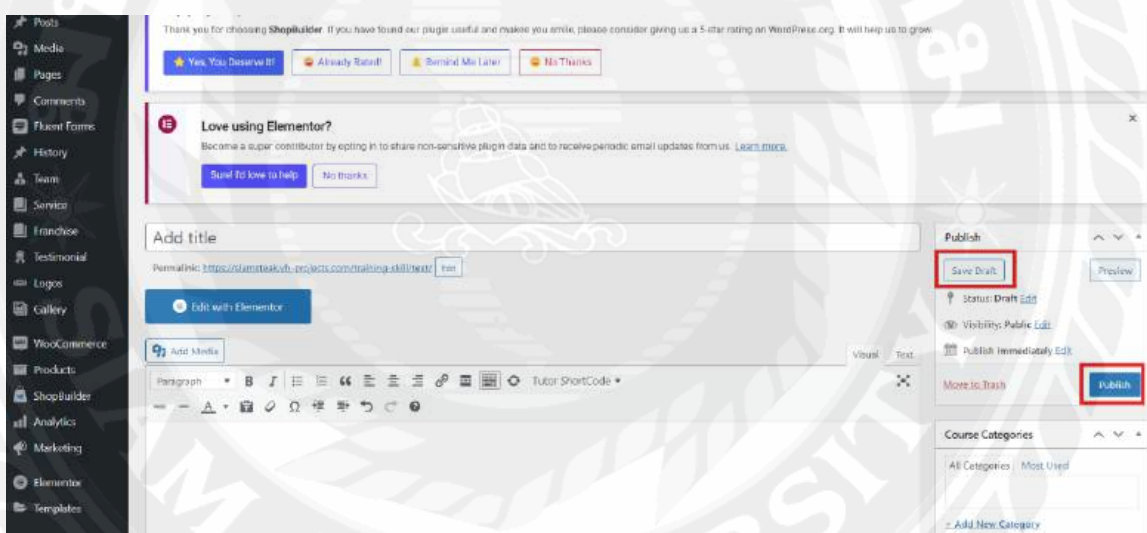 Posts
Media
Pages
Comments
Fluent Forms
History
Team
Service
Franchise
Testimonial
Logos
Gallery
WooCommerce
Products
ShopBuilder
Analytics
Marketing
Elementor
Templates
Thank you for choosing ShopBuilder. If you have found our plugin useful and makes you smile, please consider giving us a 5-star rating on WordPress.org. It will help us to grow.
Yes, You Deserve It!
Already Rated!
Remind Me Later
No Thanks
Love using Elementor?
Become a super contributor by opting in to share non-sensitive plugin data and to receive periodic email updates from us. Learn more.
Sure! I'd love to help
No thanks
Add title
Permalink:
Edit
Edit with Elementor
Add Media
Visual Text
Paragraph
B I
Tutor ShortCode
A Ω
Publish
Save Draft
Preview
Status: Draft Edit
Visibility: Public Edit
Publish immediately Edit
Move to Trash
Publish
Course Categories
All Categories Most Used
+ Add New Category
SIAM
UNIVERSITY